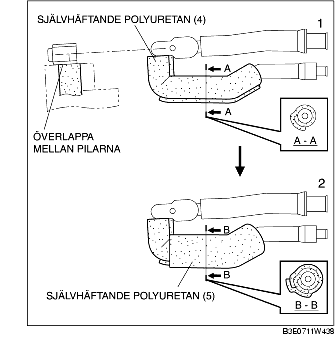 SJÄLVHÄFTANDE POLYURETAN (4)
1
A
A
ÖVERLAPPA
MELLAN PILARNA
A - A
2
B
B
SJÄLVHÄFTANDE POLYURETAN (5)
B - B
B3E0711W438